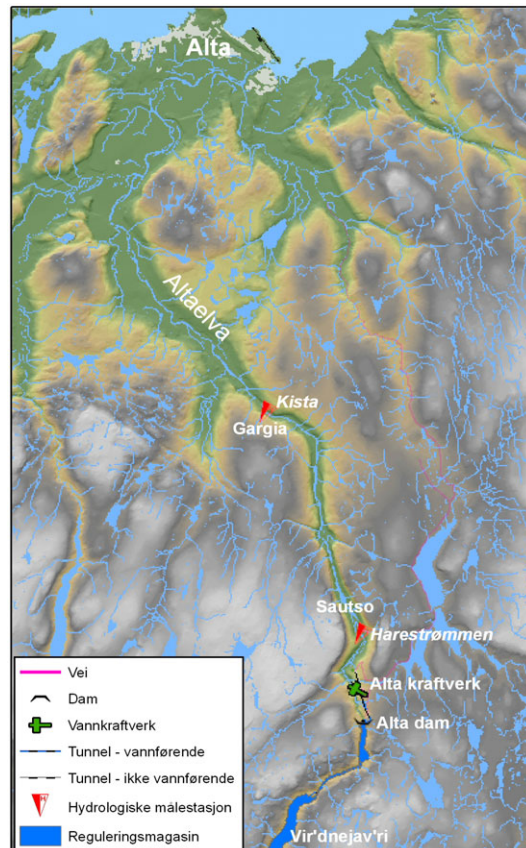 Alta
Altaelva
Kista
Gargia
Sautso
Harestrømmen
Alta kraftverk
Alta dam
Vir'dnejav'ri
Vei
Dam
Vannkraftverk
Tunnel - vannførende
Tunnel - ikke vannførende
Hydrologiske målestasjon
Reguleringsmagasin